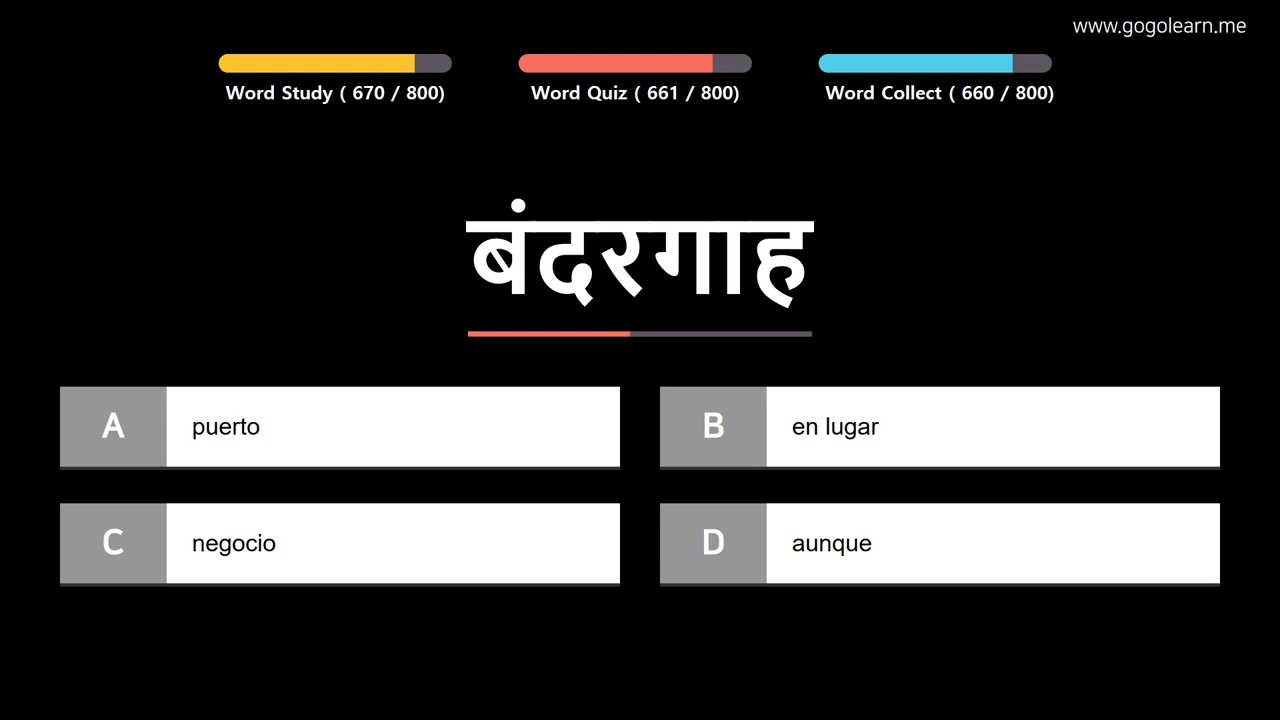 www.gogolearn.me
Word Study ( 670 / 800)
Word Quiz ( 661 / 800)
Word Collect ( 660 / 800)
बंदरगाह
A puerto
B en lugar
C negocio
D aunque